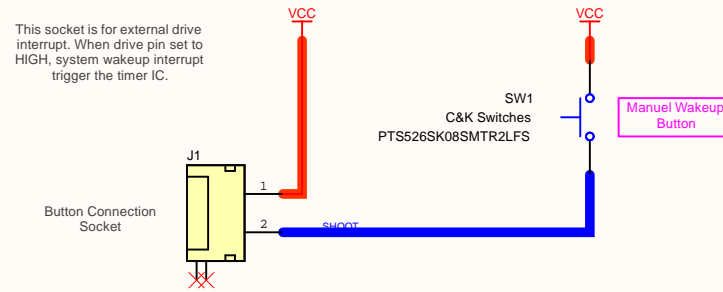 This socket is for external drive
interrupt. When drive pin set to
HIGH, system wakeup interrupt
trigger the timer IC.
VCC
VCC
SW1
C&K Switches
PTS526SK08SMTR2LFS
Manuel Wakeup
Button
J1
1
2
Button Connection
Socket
SHOOT